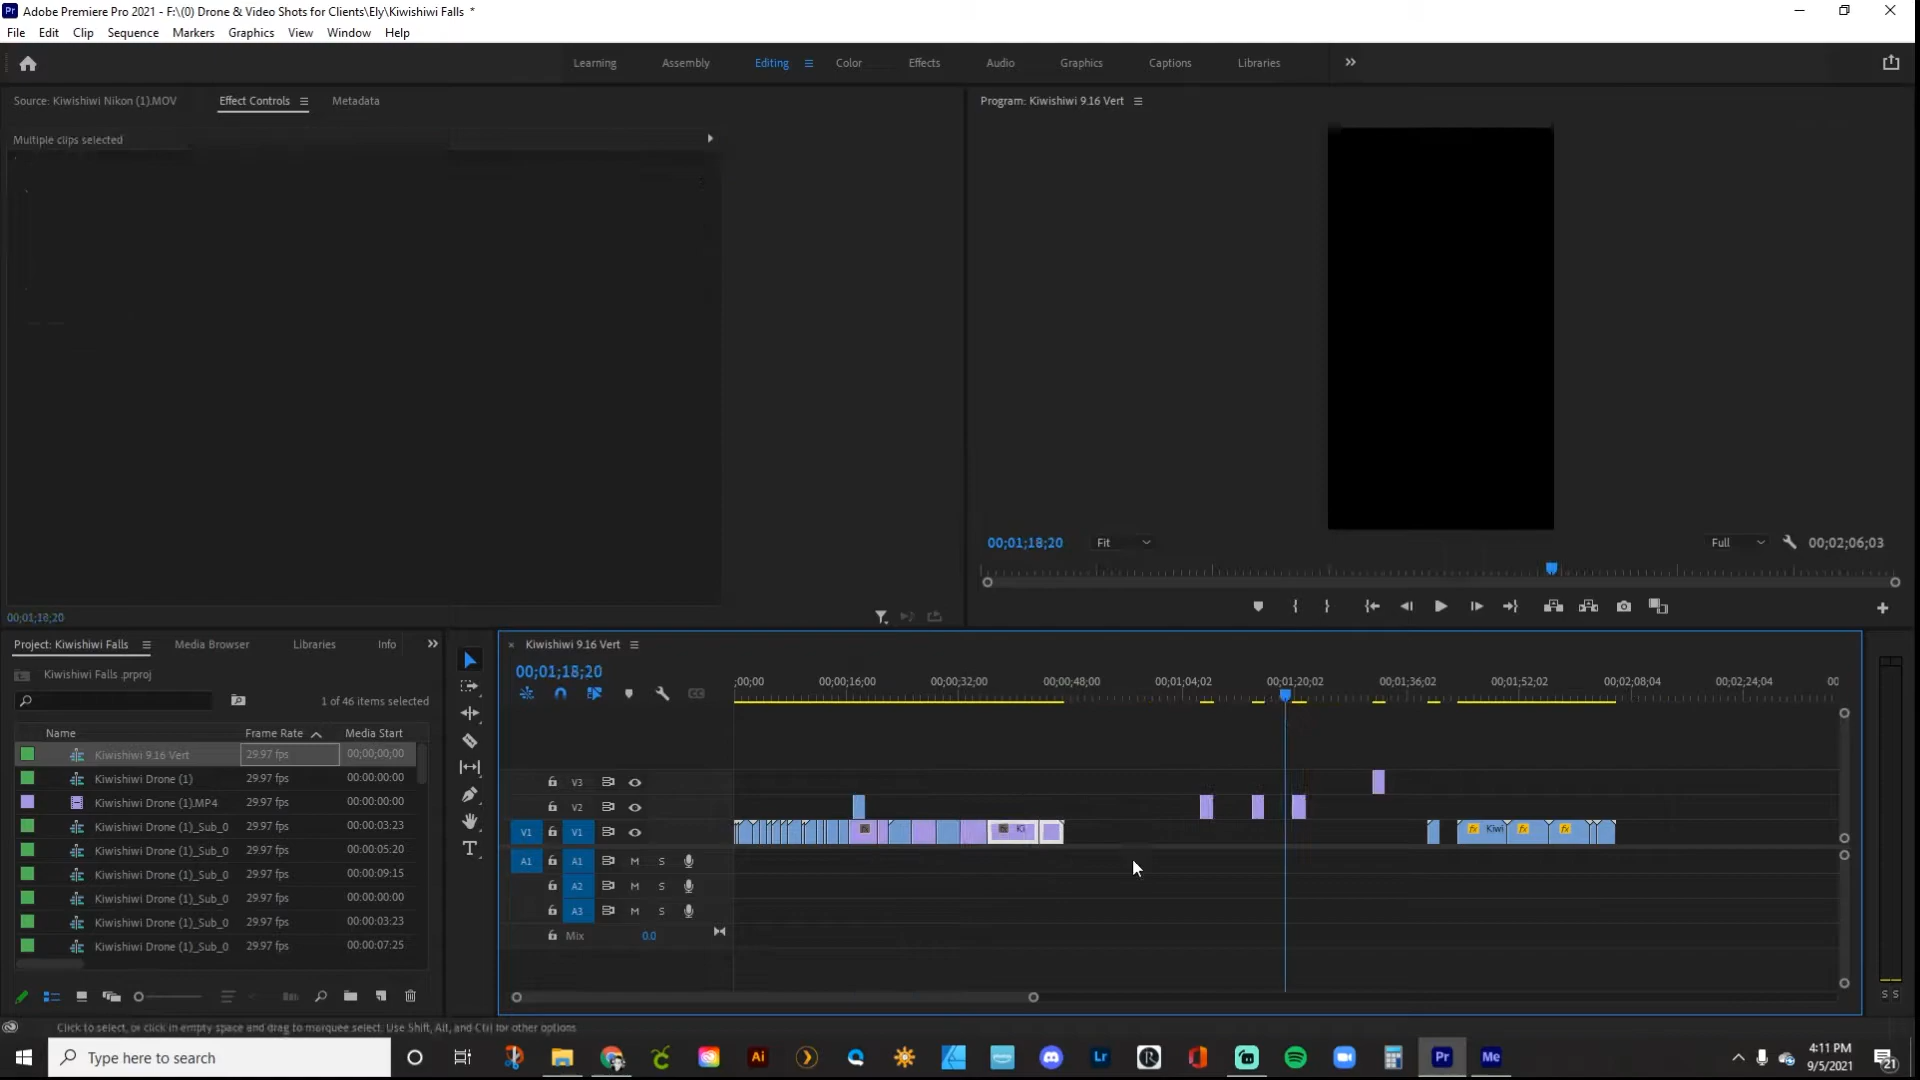 Pr Adobe Premiere Pro 2021 - F:\(0) Drone & Video Shots for Clients\Ely\Kiwishiwi Falls *
File Edit Clip Sequence Markers Graphics View Window Help
Learning Assembly Editing Color Effects Audio Graphics Captions Libraries
Source: Kiwishiwi Nikon (1).MOV Effect Controls Metadata
Program: Kiwishiwi 9.16 Vert
Multiple clips selected
00;01;18;20 Fit Full 00;02;06;03
00;01;18;20
Project: Kiwishiwi Falls Media Browser Libraries Info
Kiwishiwi Falls .prproj
1 of 46 items selected
Name Frame Rate Media Start
Kiwishiwi 9.16 Vert 29.97 fps 00;00;00;00
Kiwishiwi Drone (1) 29.97 fps 00:00:00:00
Kiwishiwi Drone (1).MP4 29.97 fps 00:00:00:00
Kiwishiwi Drone (1)_Sub_0 29.97 fps 00:00:03:23
Kiwishiwi Drone (1)_Sub_0 29.97 fps 00:00:05:20
Kiwishiwi Drone (1)_Sub_0 29.97 fps 00:00:09:15
Kiwishiwi Drone (1)_Sub_0 29.97 fps 00:00:00:00
Kiwishiwi Drone (1)_Sub_0 29.97 fps 00:00:03:23
Kiwishiwi Drone (1)_Sub_0 29.97 fps 00:00:07:25
× Kiwishiwi 9.16 Vert
00;01;18;20
;00;00 00;00;16;00 00;00;32;00 00;00;48;00 00;01;04;02 00;01;20;02 00;01;36;02 00;01;52;02 00;02;08;04 00;02;24;04 00
V3
V2
V1 V1 fx Ki fx Kiwi fx fx
A1 A1 M S
A2 M S
A3 M S
Mix 0.0
S S
Click to select, or click in empty space and drag to marquee select. Use Shift, Alt, and Ctrl for other options
Type here to search
Ai Lr R Pr Me
4:11 PM
9/5/2021
21